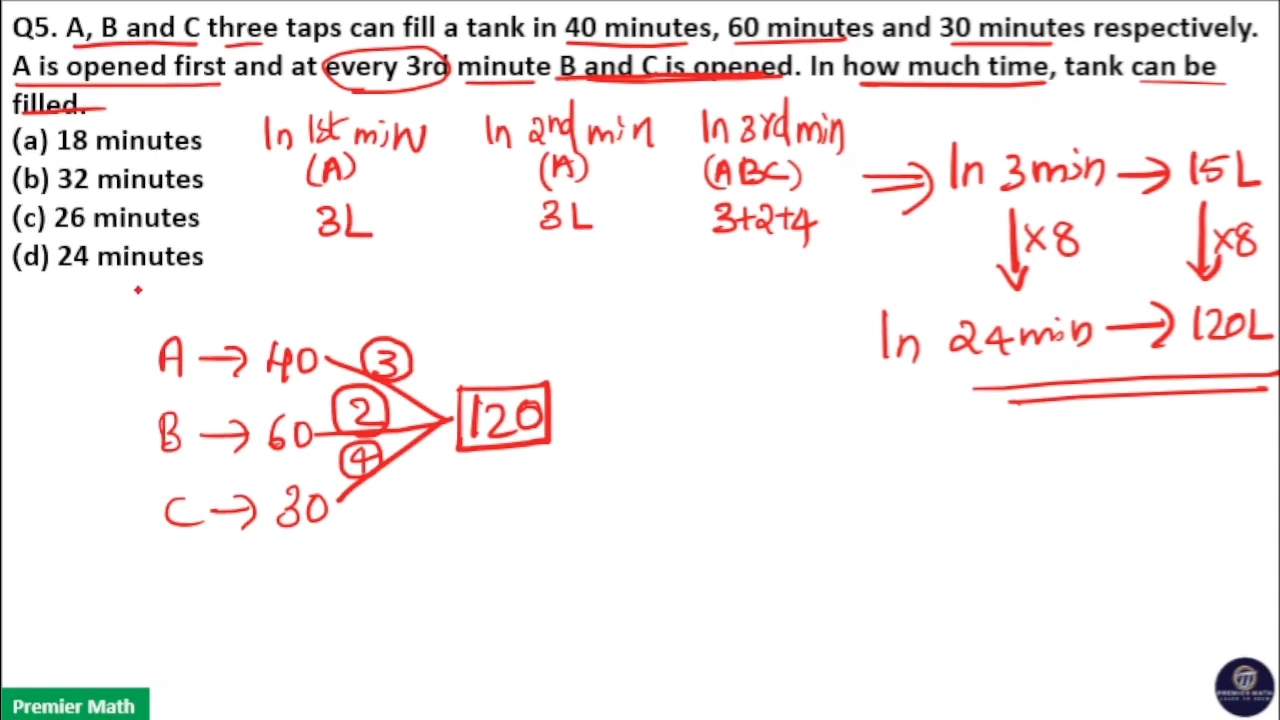 Q5. A, B and C three taps can fill a tank in 40 minutes, 60 minutes and 30 minutes respectively.
A is opened first and at every 3rd minute B and C is opened. In how much time, tank can be
filled.
(a) 18 minutes
(b) 32 minutes
(c) 26 minutes
(d) 24 minutes
In 1st min In 2nd min In 3rd min
(A) (A) (ABC)
3L 3L 3+2+4
⇒ In 3 min → 15L
↓ ×8 ↓ ×8
In 24 min → 120L
A → 40 3
B → 60 2 120
4
C → 30
Premier Math
PREMIER MATH